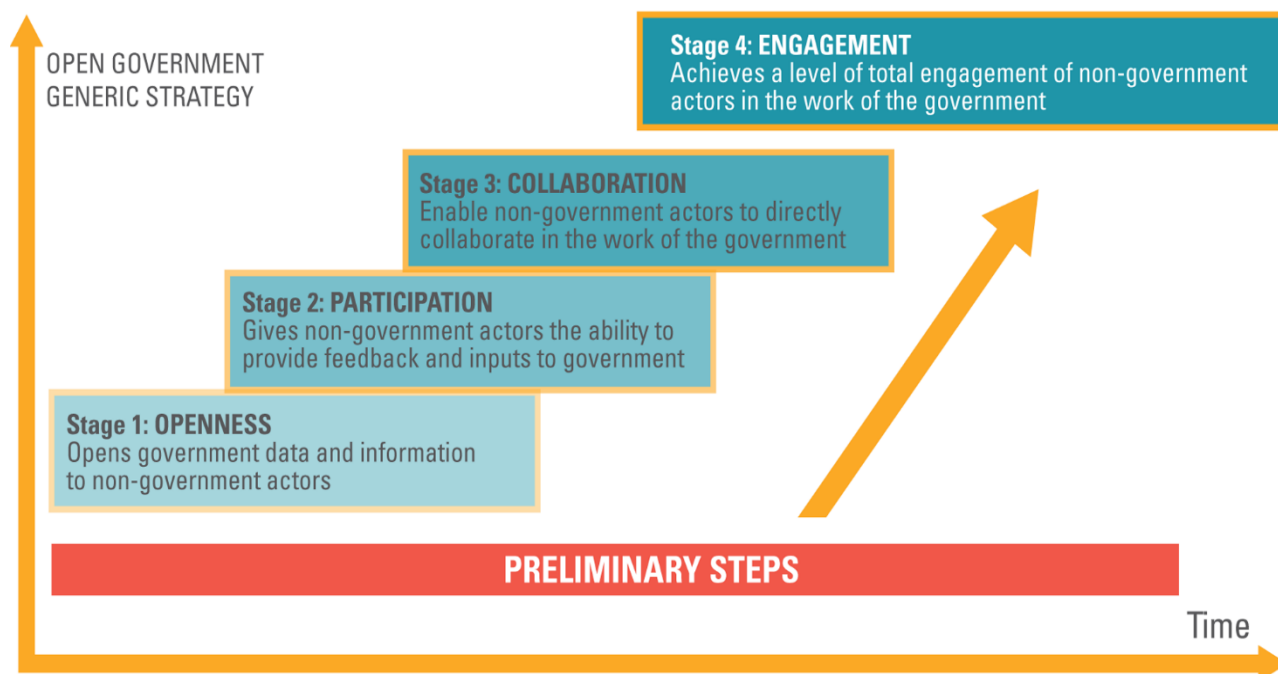 OPEN GOVERNMENT
GENERIC STRATEGY
Stage 4: ENGAGEMENT
Achieves a level of total engagement of non-government
actors in the work of the government
Stage 3: COLLABORATION
Enable non-government actors to directly
collaborate in the work of the government
Stage 2: PARTICIPATION
Gives non-government actors the ability to
provide feedback and inputs to government
Stage 1: OPENNESS
Opens government data and information
to non-government actors
PRELIMINARY STEPS
Time